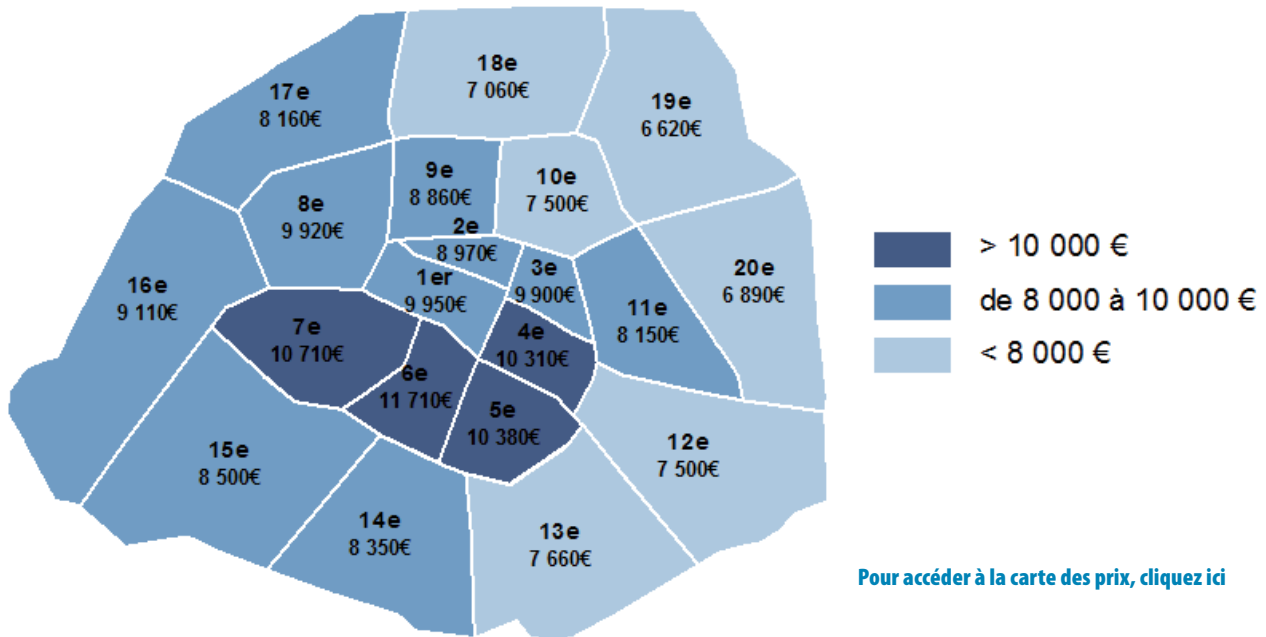 18e
7 060€
17e
8 160€
19e
6 620€
9e
8 860€
10e
7 500€
8e
9 920€
2e
8 970€
3e
9 900€
1er
9 950€
20e
6 890€
16e
9 110€
11e
8 150€
7e
10 710€
4e
10 310€
6e
11 710€
5e
10 380€
15e
8 500€
12e
7 500€
14e
8 350€
13e
7 660€
> 10 000 €
de 8 000 à 10 000 €
< 8 000 €
Pour accéder à la carte des prix, cliquez ici